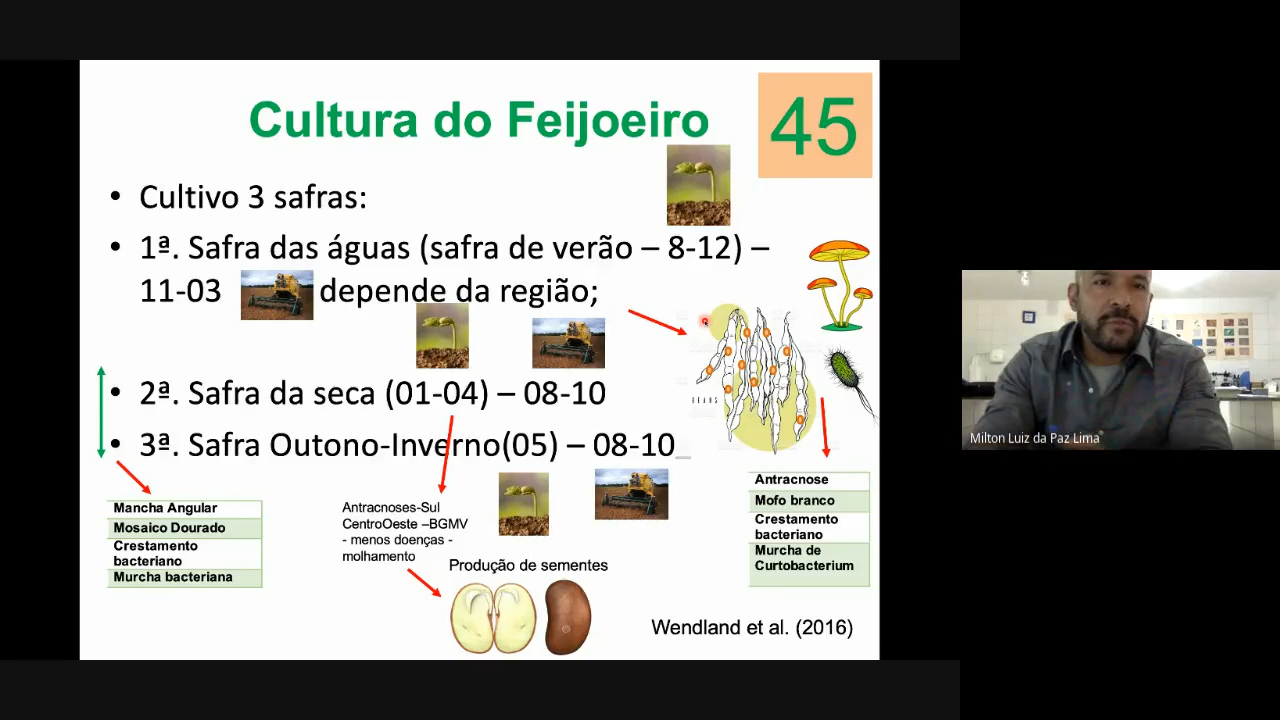 Cultura do Feijoeiro
45
• Cultivo 3 safras:
• 1ª. Safra das águas (safra de verão – 8-12) –
11-03 depende da região;
• 2ª. Safra da seca (01-04) – 08-10
• 3ª. Safra Outono-Inverno(05) – 08-10_
BEANS
Mancha Angular
Mosaico Dourado
Crestamento
bacteriano
Murcha bacteriana
Antracnoses-Sul
CentroOeste –BGMV
- menos doenças -
molhamento
Produção de sementes
Antracnose
Mofo branco
Crestamento
bacteriano
Murcha de
Curtobacterium
Wendland et al. (2016)
Milton Luiz da Paz Lima